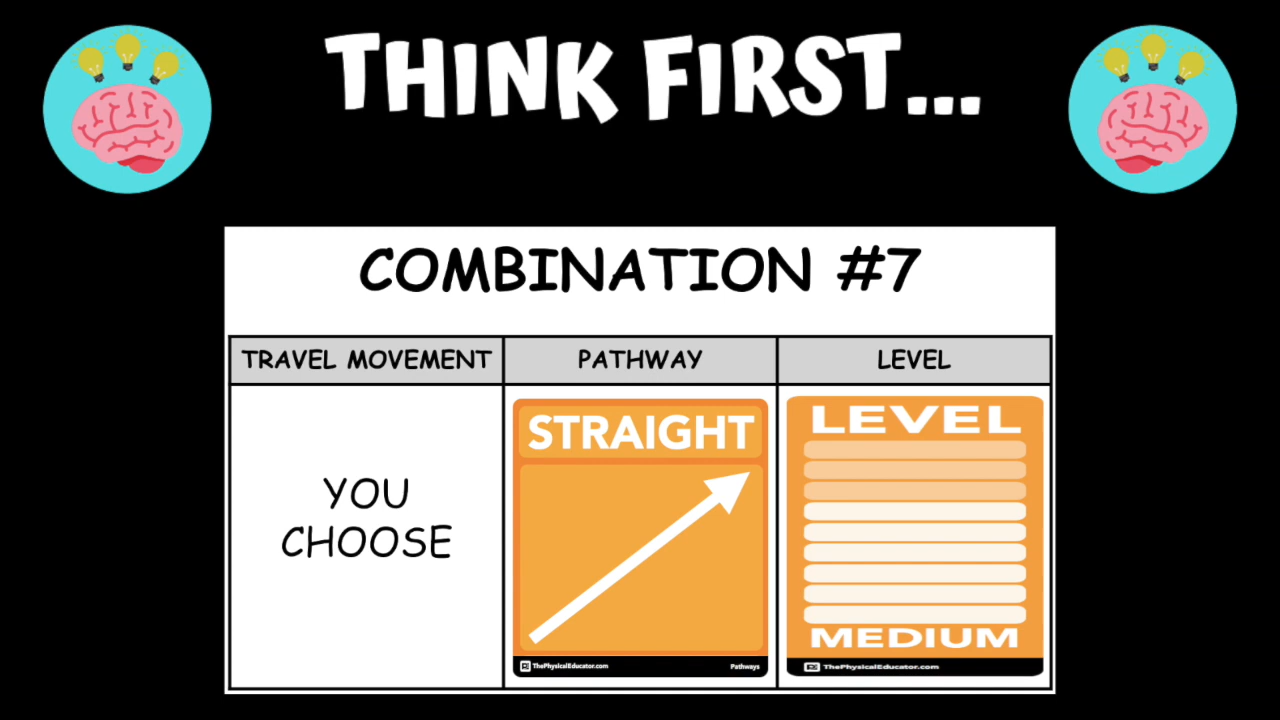 THINK FIRST...
COMBINATION #7
TRAVEL MOVEMENT
PATHWAY
LEVEL
YOU
CHOOSE
STRAIGHT
ThePhysicalEducator.com
Pathways
LEVEL
MEDIUM
ThePhysicalEducator.com